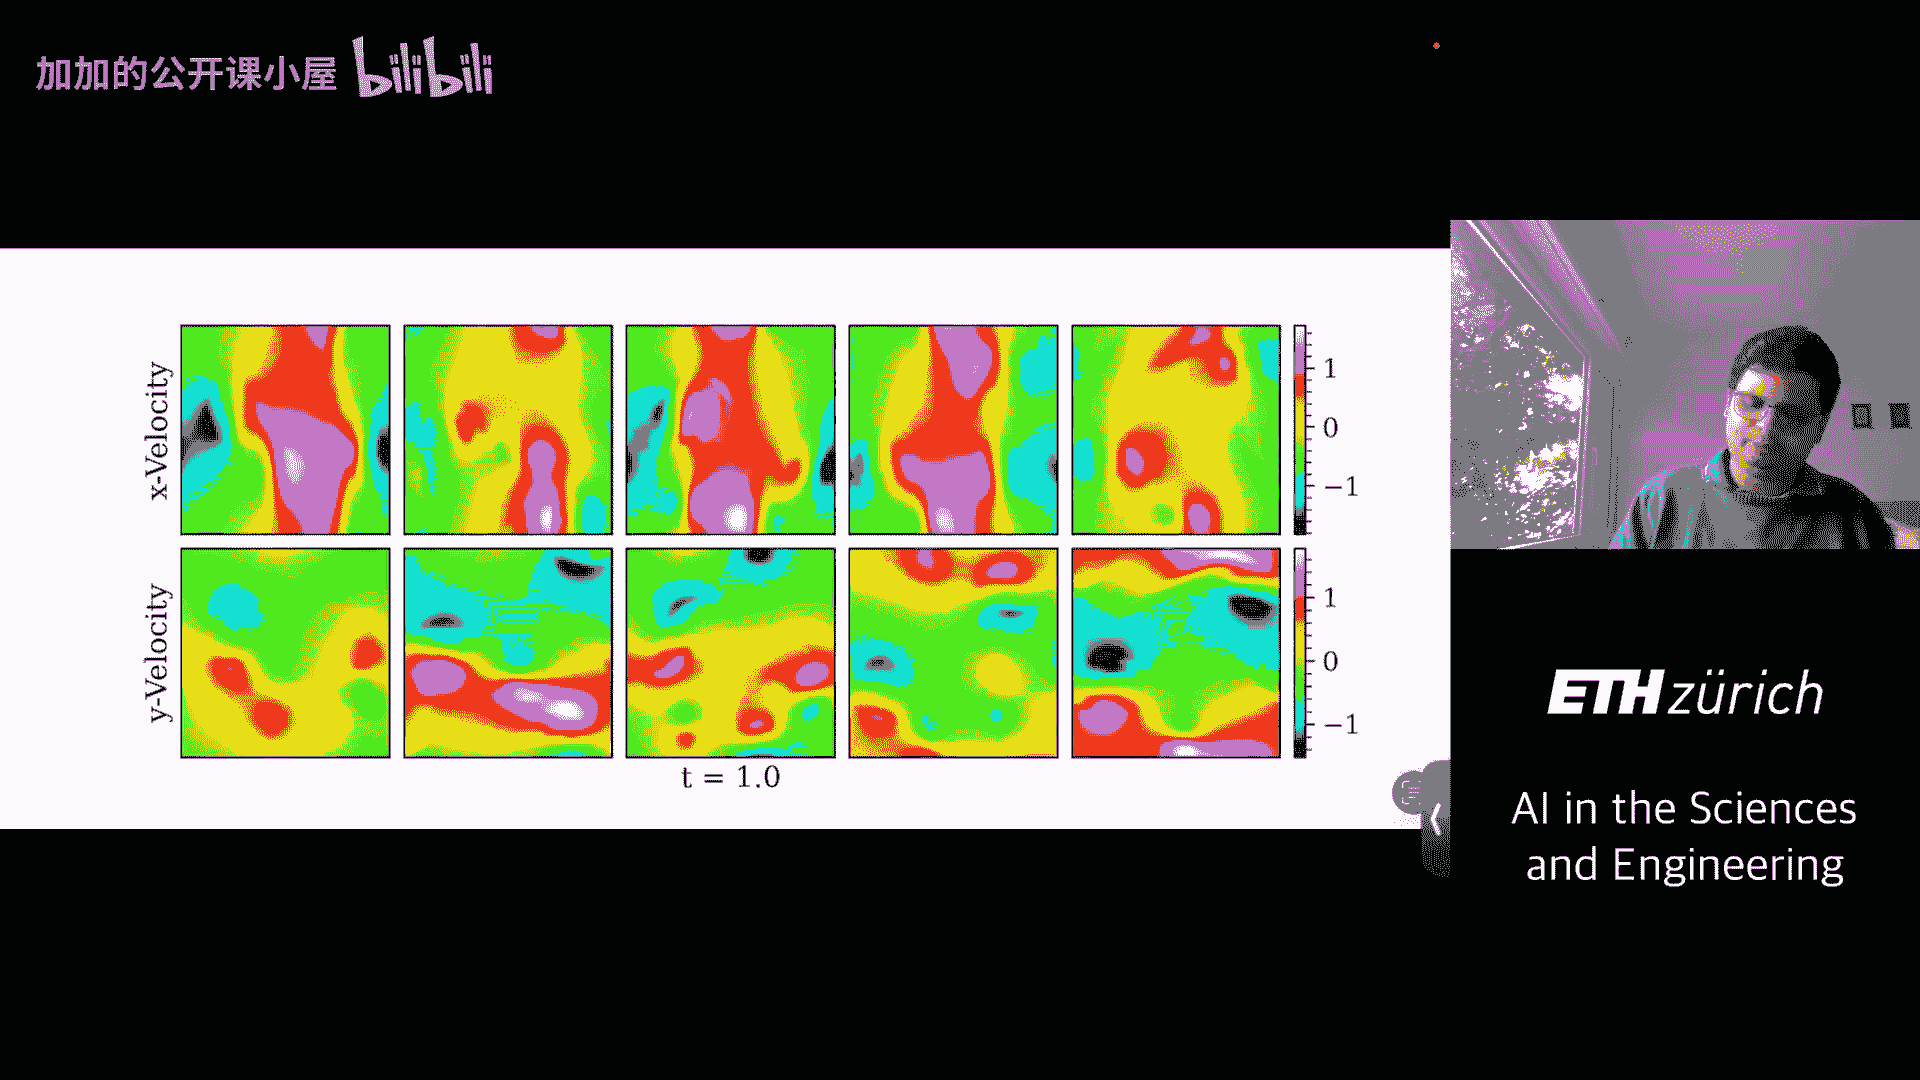 加加的公开课小屋 bilibili
x-Velocity
1
0
−1
y-Velocity
1
0
−1
t = 1.0
ETH zürich
AI in the Sciences
and Engineering